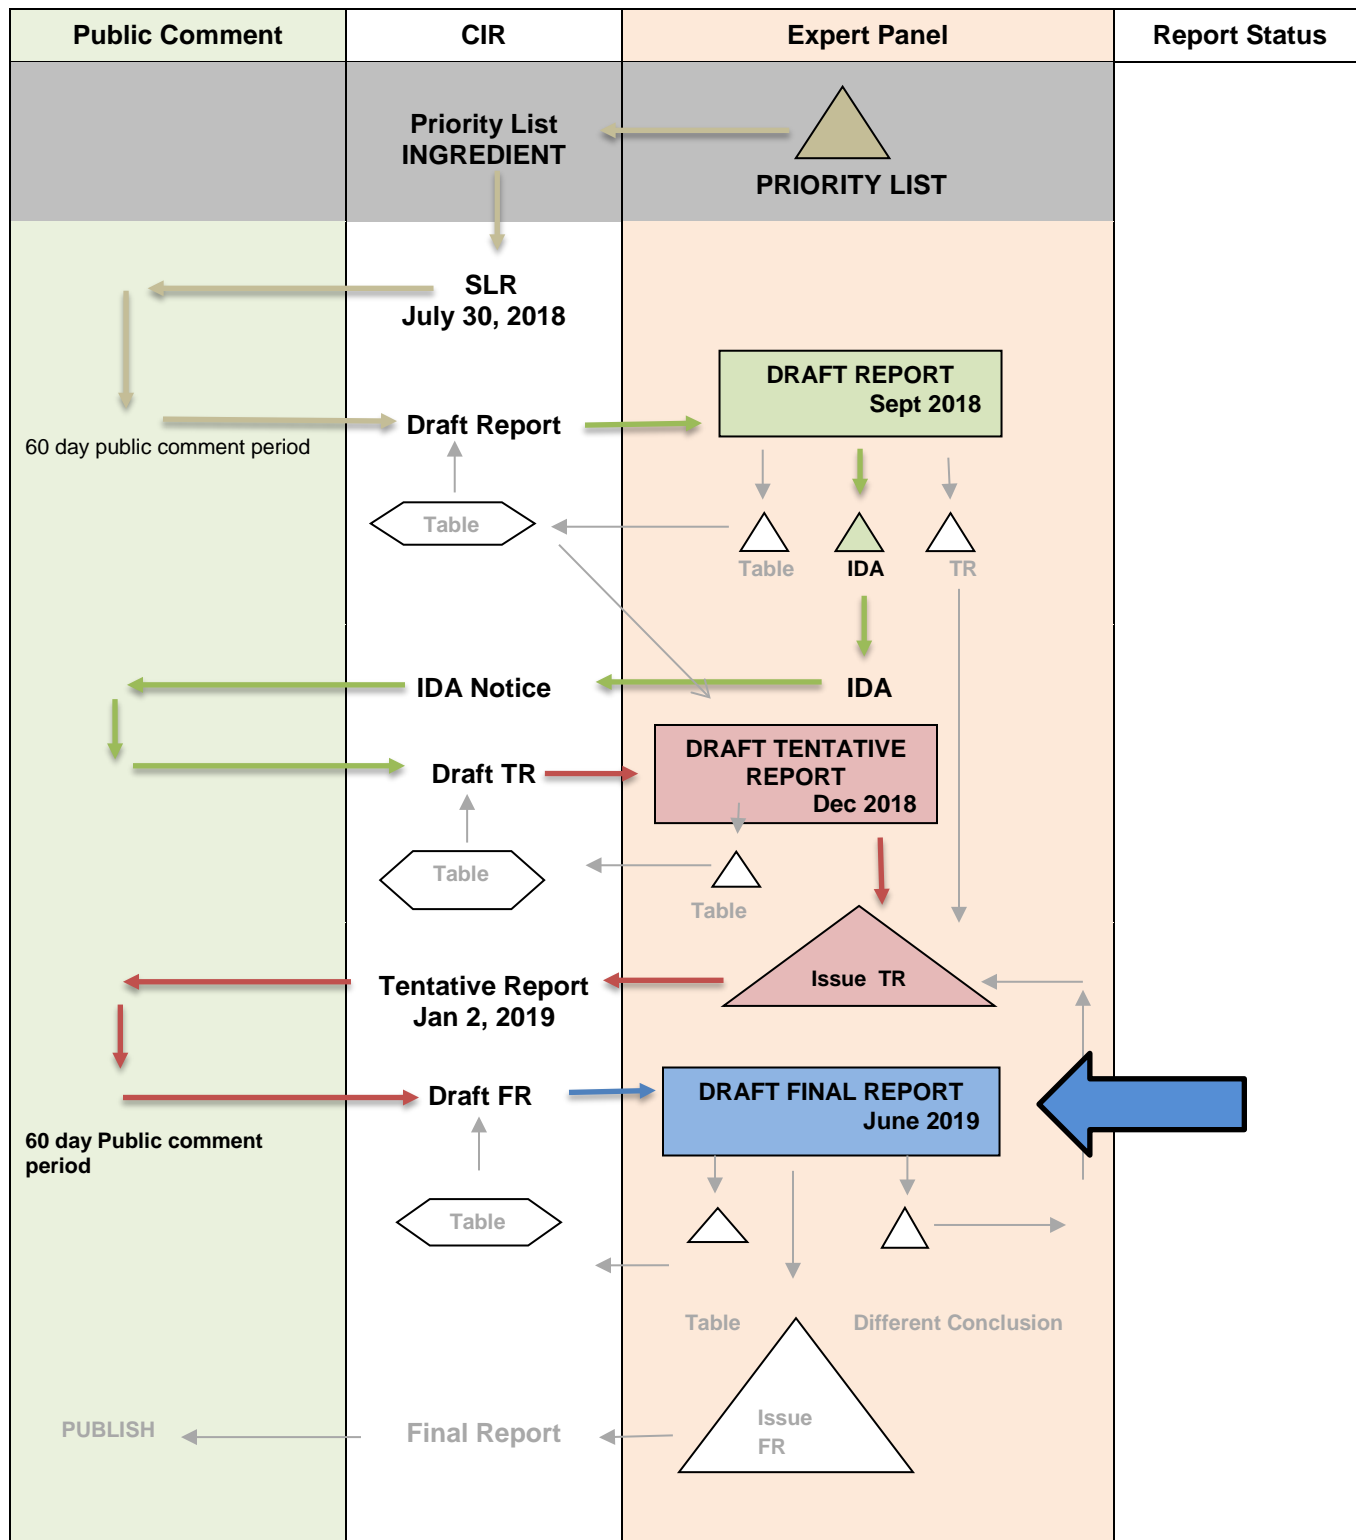 Public Comment
CIR
Expert Panel
Report Status
Priority List
INGREDIENT
PRIORITY LIST
SLR
July 30, 2018
DRAFT REPORT
Sept 2018
60 day public comment period
Draft Report
Table
Table
IDA
TR
IDA Notice
IDA
DRAFT TENTATIVE
REPORT
Dec 2018
Draft TR
Table
Table
Issue TR
Tentative Report
Jan 2, 2019
DRAFT FINAL REPORT
June 2019
Draft FR
60 day Public comment
period
Table
Table
Different Conclusion
PUBLISH
Final Report
Issue
FR